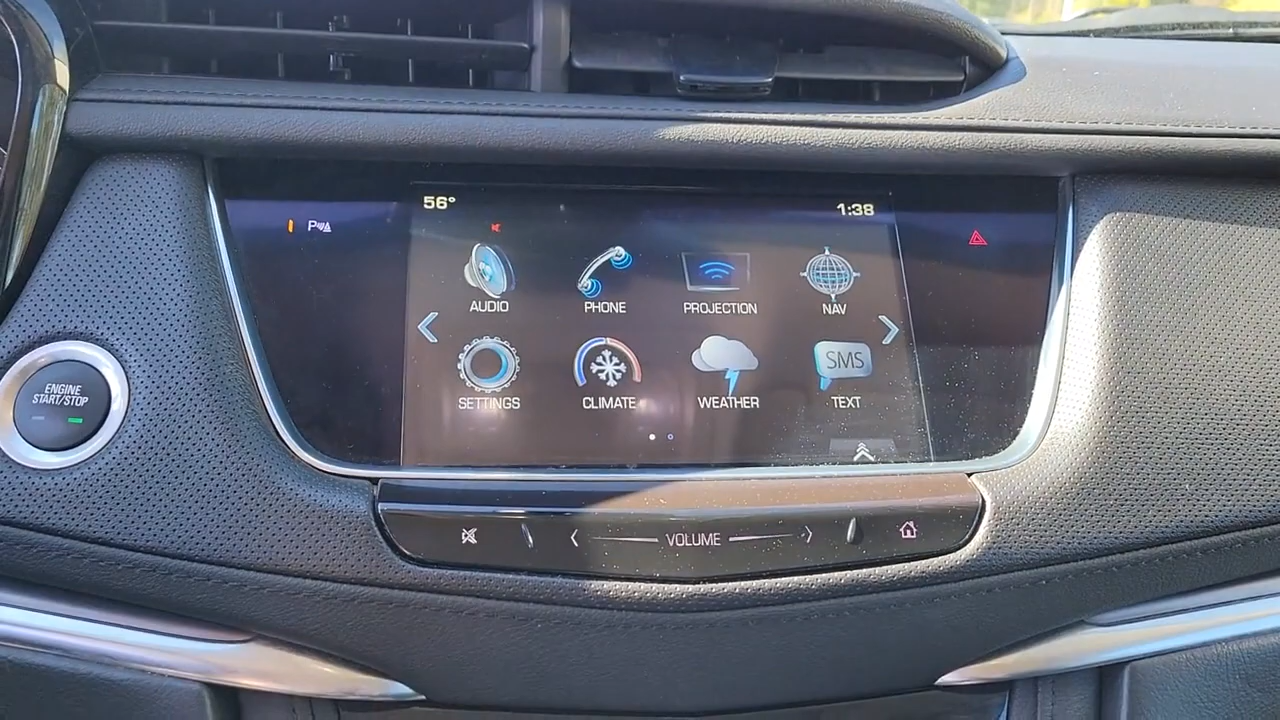 56°
1:38
P
AUDIO
PHONE
PROJECTION
NAV
ENGINE
START/STOP
SETTINGS
CLIMATE
WEATHER
SMS
TEXT
VOLUME